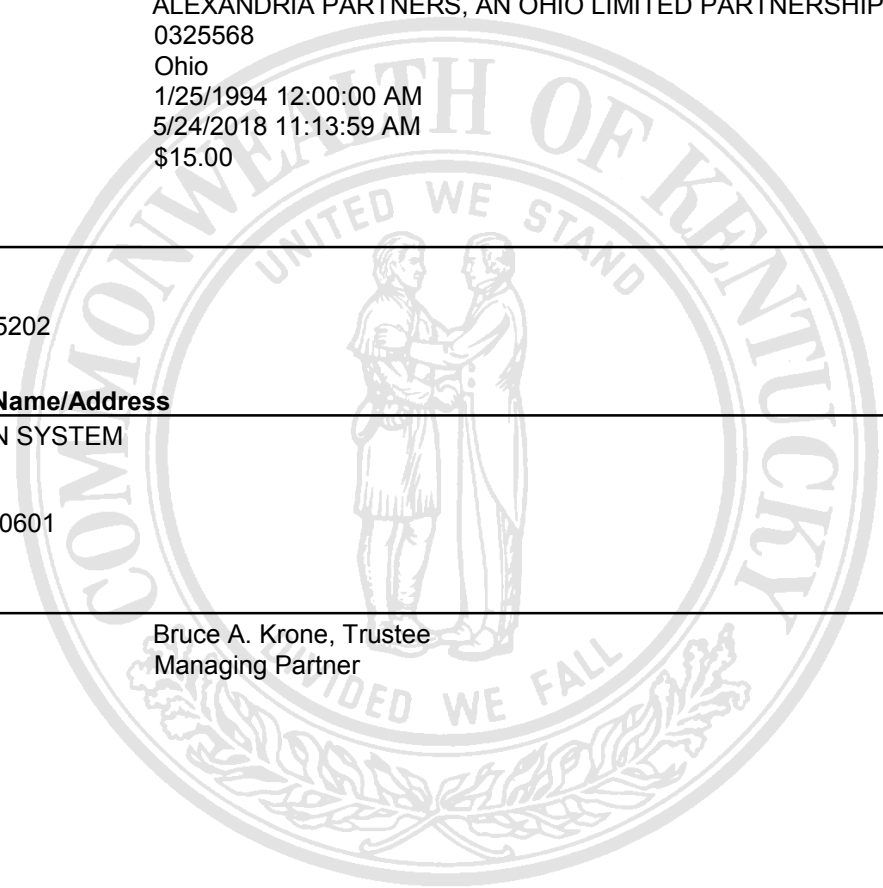 ALEXANDRIA PARTNERS, AN OHIO LIMITED PARTNERSHIP
0325568
Ohio
1/25/1994 12:00:00 AM
5/24/2018 11:13:59 AM
$15.00
COMMONWEALTH OF KENTUCKY
UNITED WE STAND
5202
Name/Address
N SYSTEM
0601
Bruce A. Krone, Trustee
Managing Partner
DIVIDED WE FALL